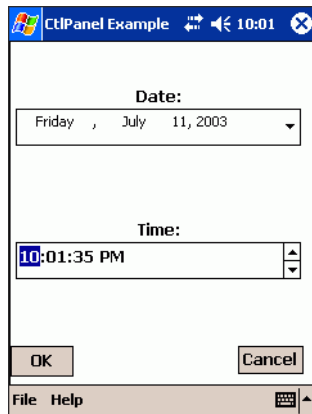 CtlPanel Example 10:01
Date:
Friday , July 11, 2003
Time:
10:01:35 PM
OK Cancel
File Help